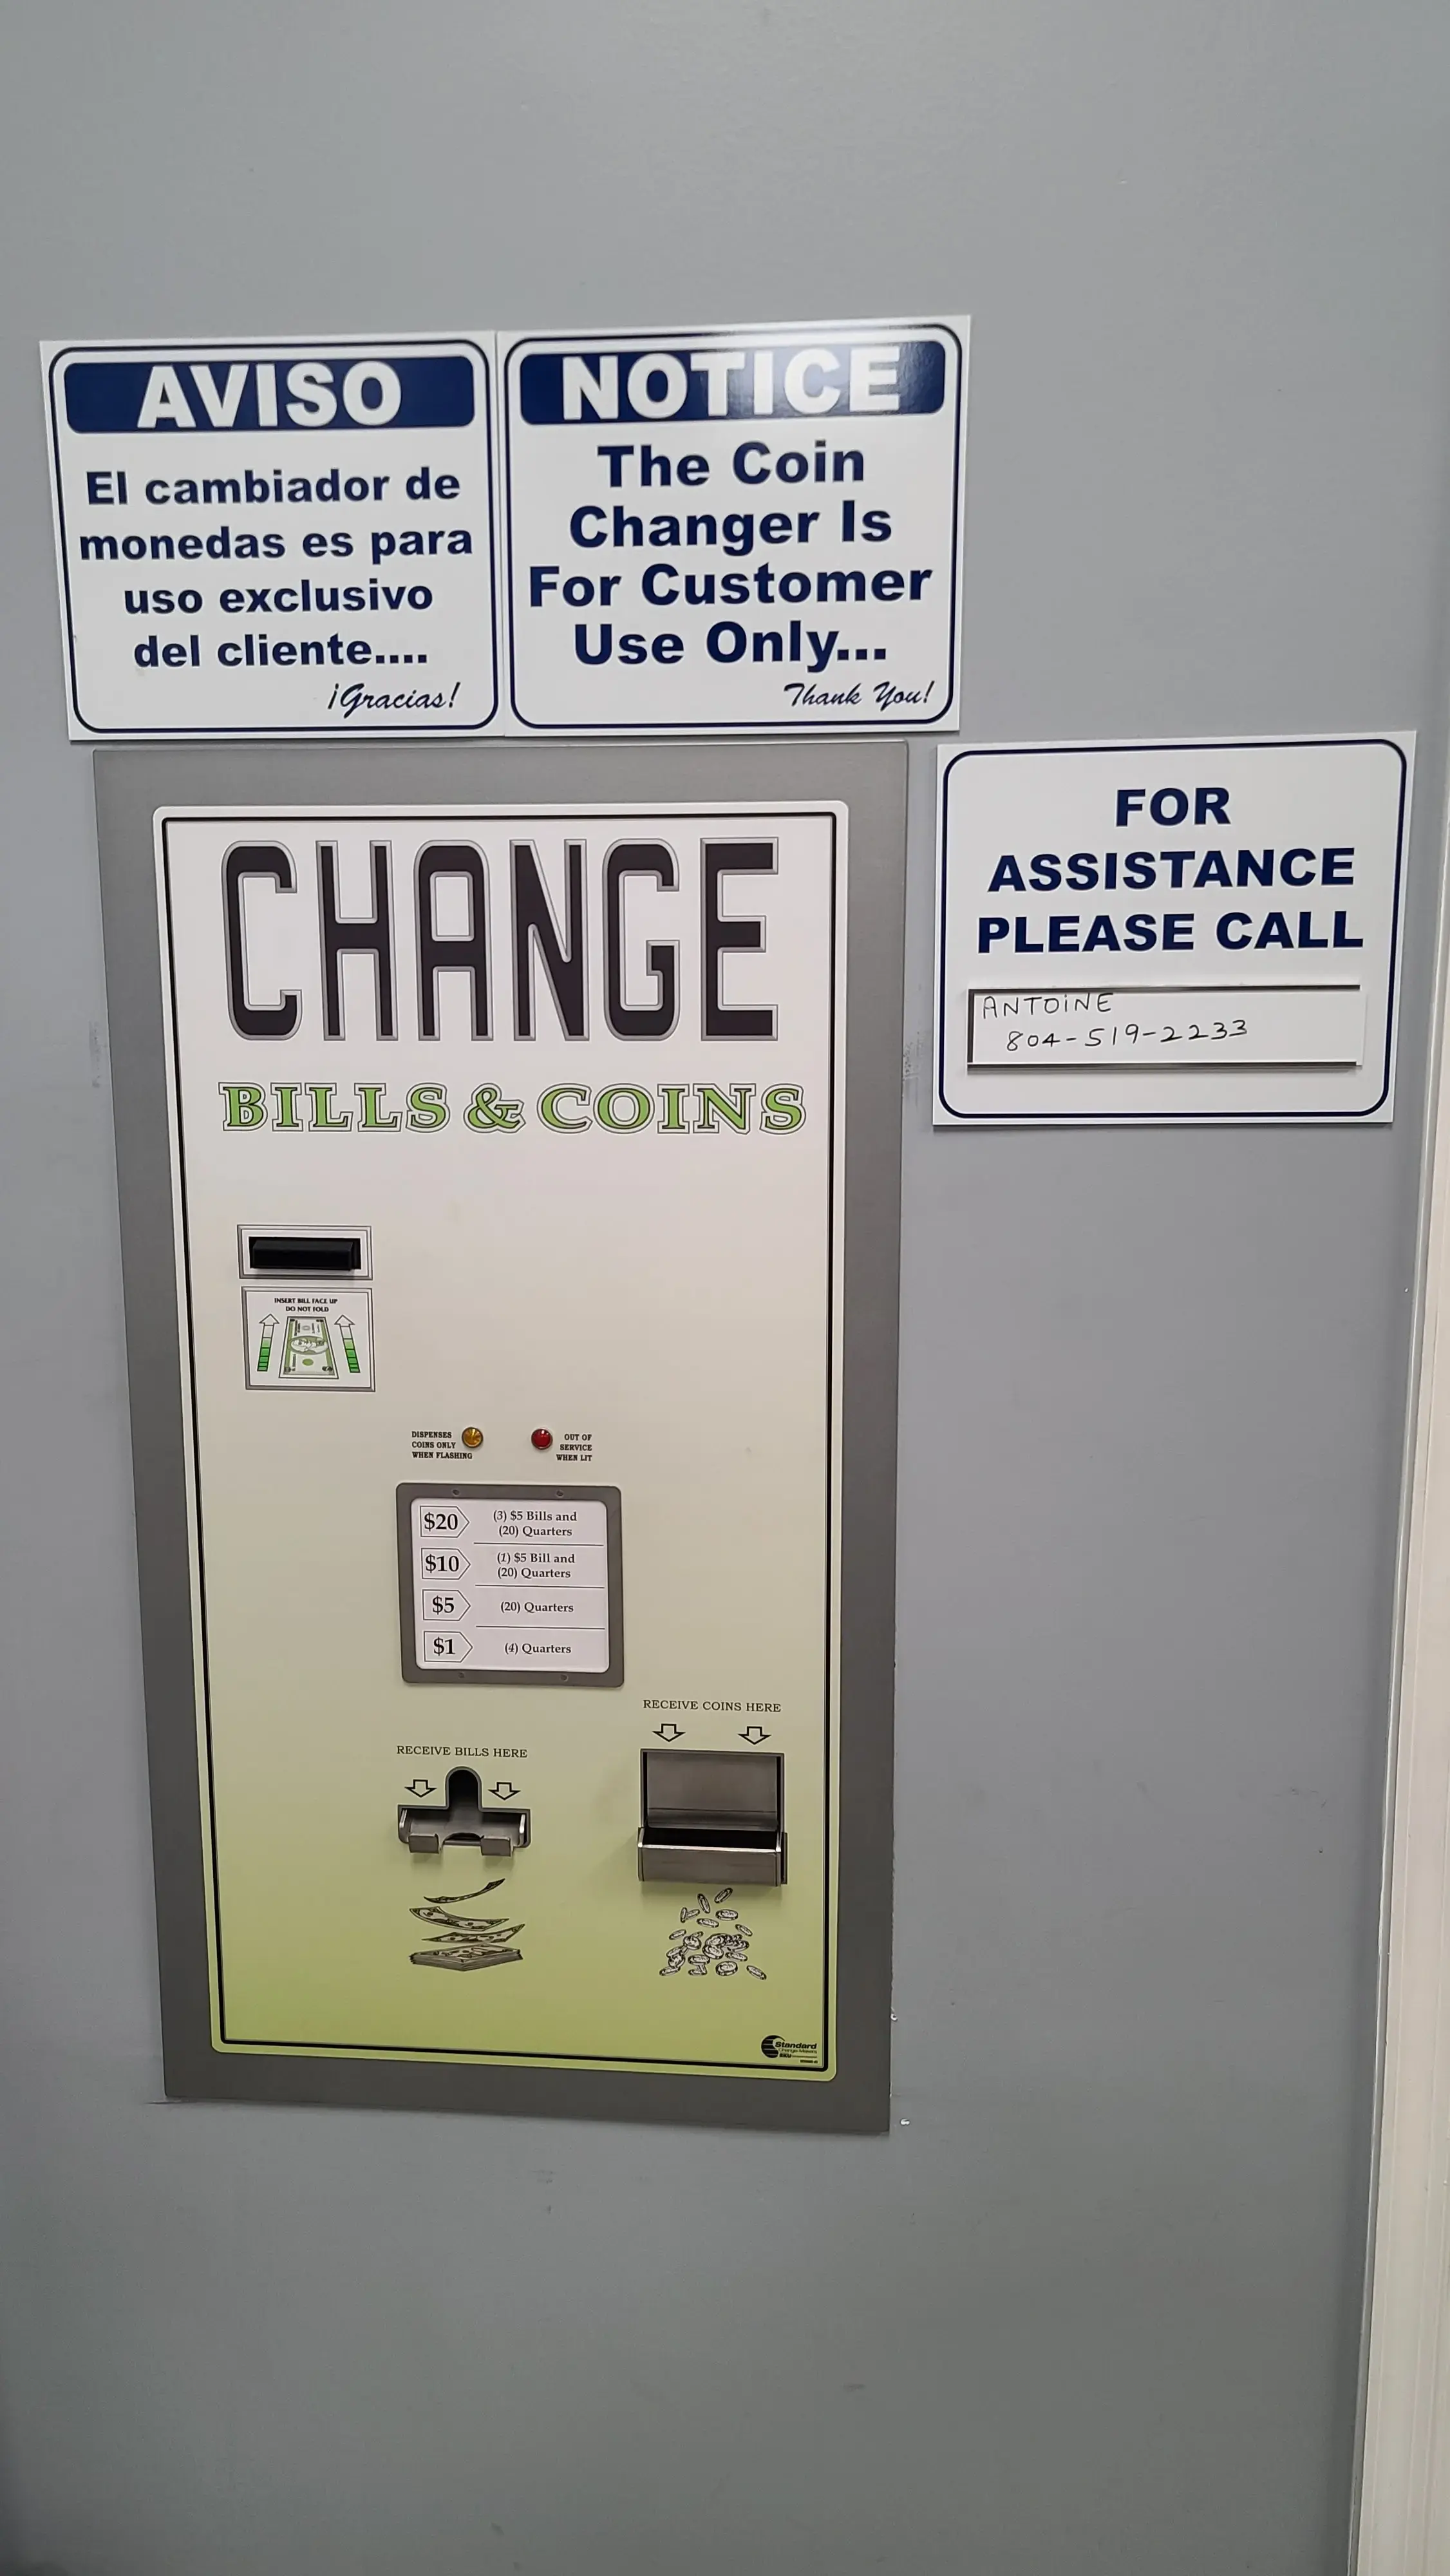 AVISO
El cambiador de
monedas es para
uso exclusivo
del cliente....
¡Gracias!
NOTICE
The Coin
Changer Is
For Customer
Use Only...
Thank You!
FOR
ASSISTANCE
PLEASE CALL
ANTOINE
804-519-2233
CHANGE
BILLS & COINS
INSERT BILL FACE UP
DO NOT FOLD
DISPENSES
COINS ONLY
WHEN FLASHING
OUT OF
SERVICE
WHEN LIT
$20 (3) $5 Bills and
(20) Quarters
$10 (1) $5 Bill and
(20) Quarters
$5 (20) Quarters
$1 (4) Quarters
RECEIVE COINS HERE
RECEIVE BILLS HERE
Standard
Change-Makers